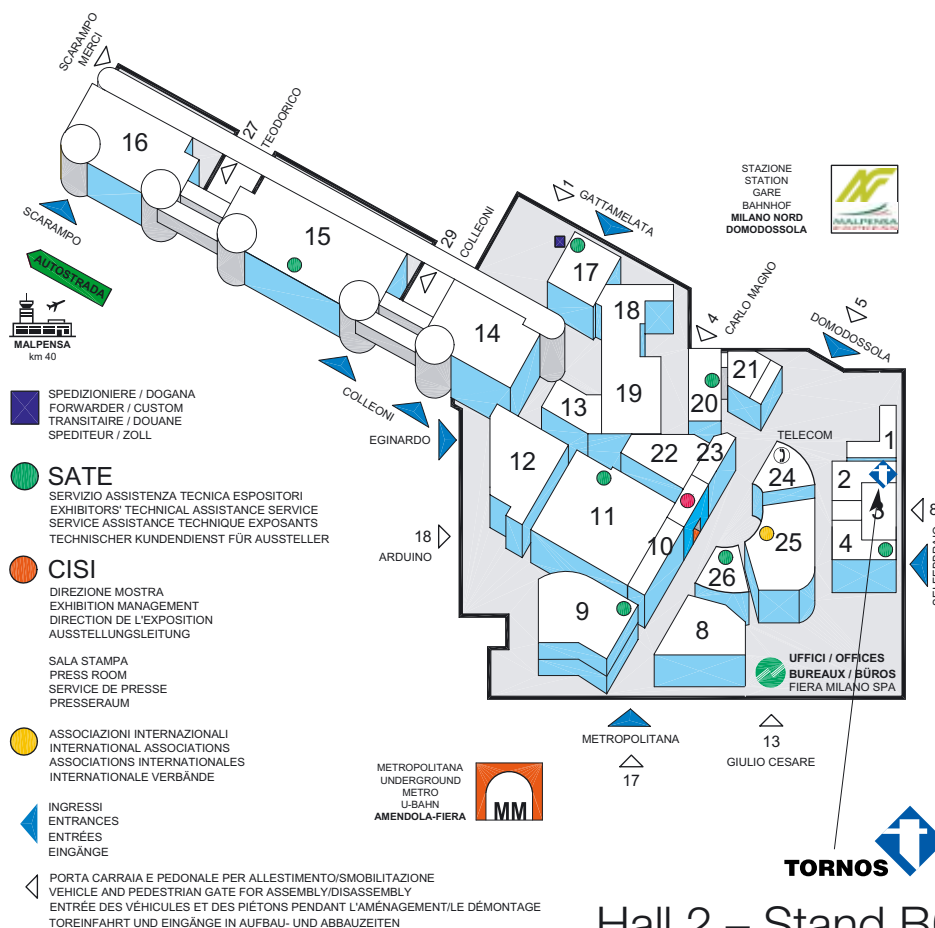 SCARAMPO
MERCI
27
TEODORICO
16
SCARAMPO
AUTOSTRADA
MALPENSA
km 40
15
29
COLLEONI
1
GATTAMELATA
17
18
STAZIONE
STATION
GARE
BAHNHOF
MILANO NORD
DOMODOSSOLA
MALPENSA
4
CARLO MAGNO
5
DOMODOSSOLA
14
COLLEONI
EGINARDO
13
19
20
21
12
22
23
TELECOM
24
1
2
3
4
8
11
10
25
26
18
ARDUINO
9
8
UFFICI / OFFICES
BUREAUX / BÜROS
FIERA MILANO SPA
METROPOLITANA
17
13
GIULIO CESARE
SPEDIZIONIERE / DOGANA
FORWARDER / CUSTOM
TRANSITAIRE / DOUANE
SPEDITEUR / ZOLL
SATE
SERVIZIO ASSISTENZA TECNICA ESPOSITORI
EXHIBITORS' TECHNICAL ASSISTANCE SERVICE
SERVICE ASSISTANCE TECHNIQUE EXPOSANTS
TECHNISCHER KUNDENDIENST FÜR AUSSTELLER
CISI
DIREZIONE MOSTRA
EXHIBITION MANAGEMENT
DIRECTION DE L'EXPOSITION
AUSSTELLUNGSLEITUNG
SALA STAMPA
PRESS ROOM
SERVICE DE PRESSE
PRESSERAUM
ASSOCIAZIONI INTERNAZIONALI
INTERNATIONAL ASSOCIATIONS
ASSOCIATIONS INTERNATIONALES
INTERNATIONALE VERBÄNDE
INGRESSI
ENTRANCES
ENTRÉES
EINGÄNGE
METROPOLITANA
UNDERGROUND
METRO
U-BAHN
AMENDOLA-FIERA
MM
PORTA CARRAIA E PEDONALE PER ALLESTIMENTO/SMOBILITAZIONE
VEHICLE AND PEDESTRIAN GATE FOR ASSEMBLY/DISASSEMBLY
ENTRÉE DES VÉHICULES ET DES PIÉTONS PENDANT L'AMÉNAGEMENT/LE DÉMONTAGE
TOREINFAHRT UND EINGÄNGE IN AUFBAU- UND ABBAUZEITEN
TORNOS
Hall 2 – Stand